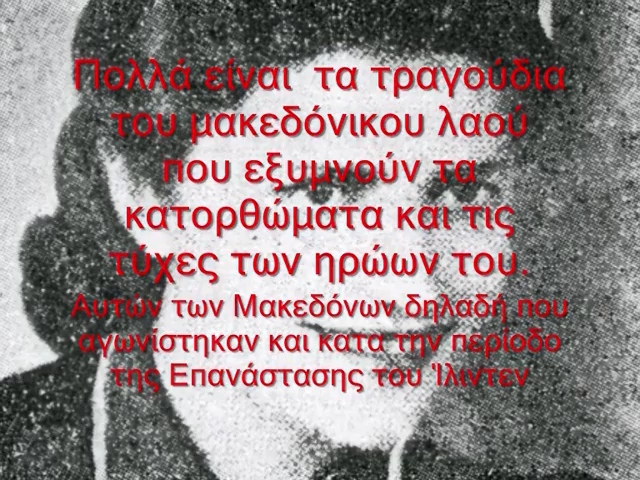 Πολλά είναι  τα τραγούδια
του μακεδόνικου λαού
που εξυμνούν τα
κατορθώματα και τις
τύχες των ηρώων του.
Αυτών των Μακεδόνων δηλαδή που
αγωνίστηκαν και κατα την περίοδο
της Επανάστασης του Ίλιντεν